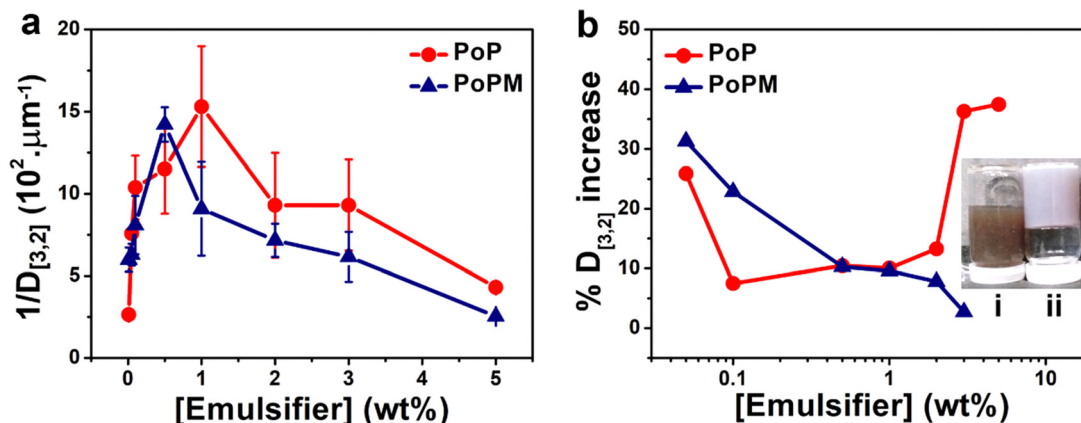 a
20
15
10
5
0
1/D[3,2] (10².µm⁻¹)
PoP
PoPM
0 1 2 3 4 5
[Emulsifier] (wt%)
b
50
40
30
20
10
0
% D[3,2] increase
PoP
PoPM
i ii
0.1 1 10
[Emulsifier] (wt%)